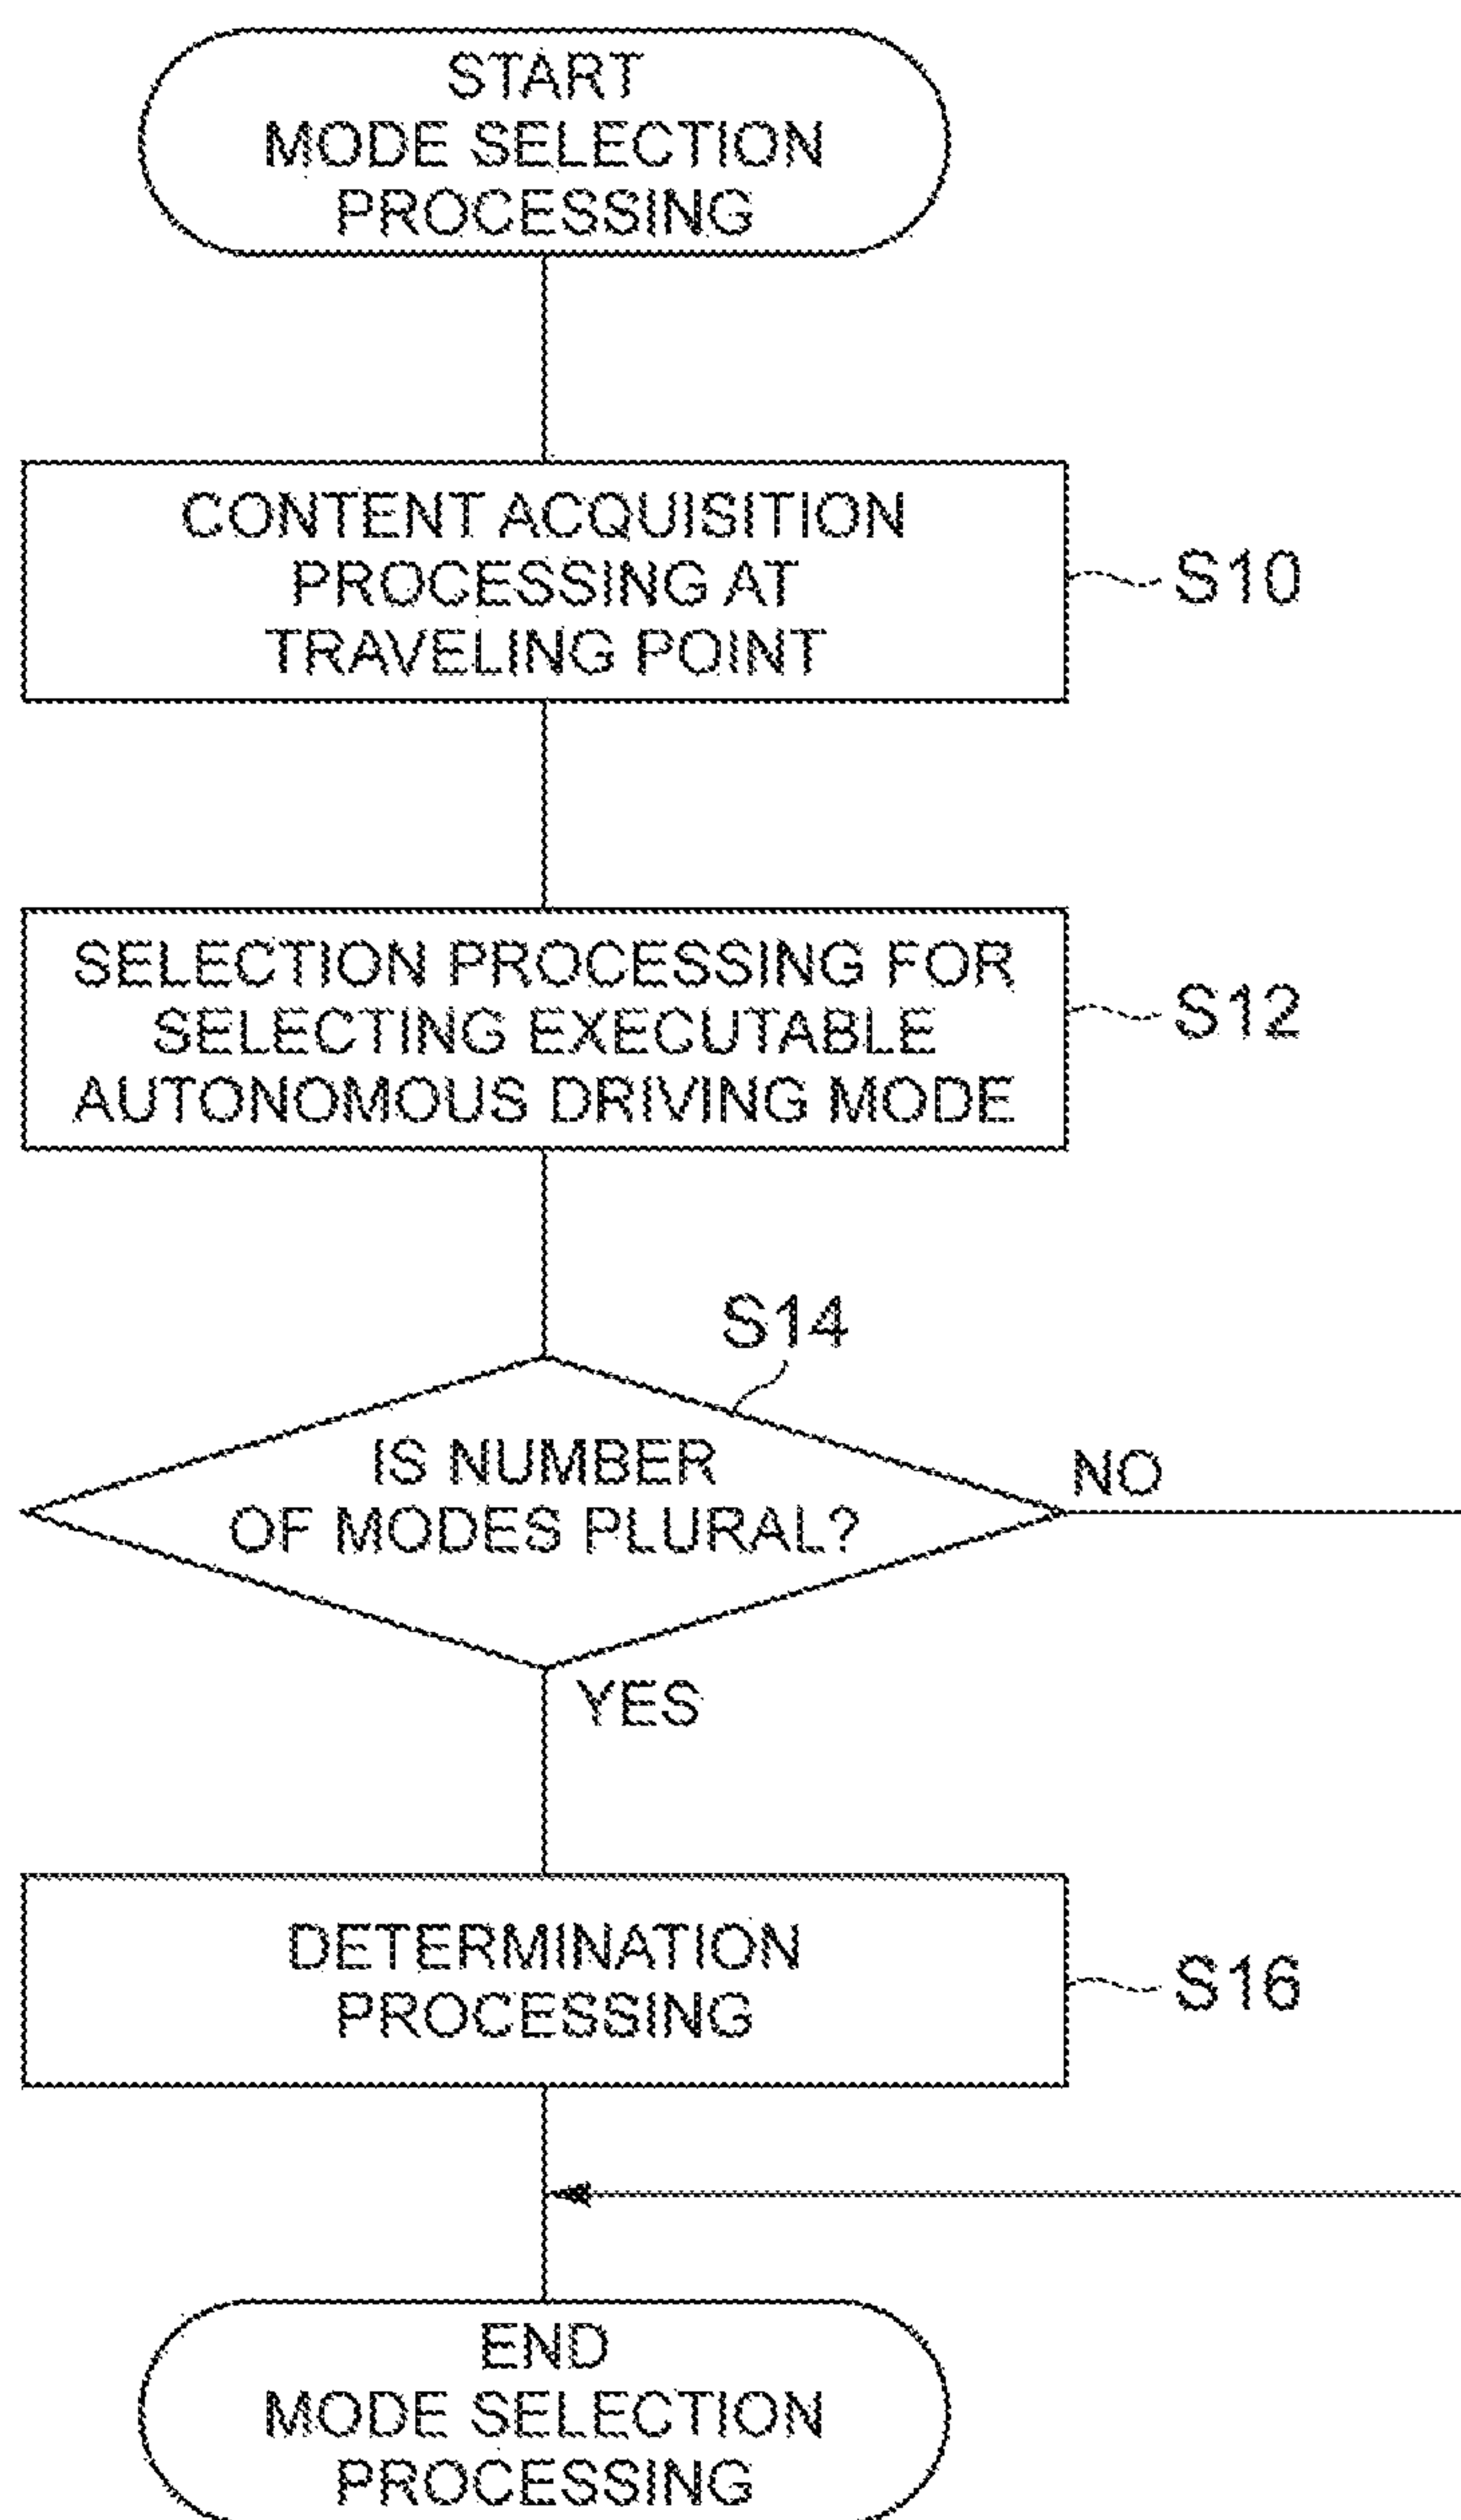 START
MODE SELECTION
PROCESSING
CONTENT ACQUISITION
PROCESSING AT
TRAVELING POINT
S10
SELECTION PROCESSING FOR
SELECTING EXECUTABLE
AUTONOMOUS DRIVING MODE
S12
S14
IS NUMBER
OF MODES PLURAL?
NO
YES
DETERMINATION
PROCESSING
S16
END
MODE SELECTION
PROCESSING